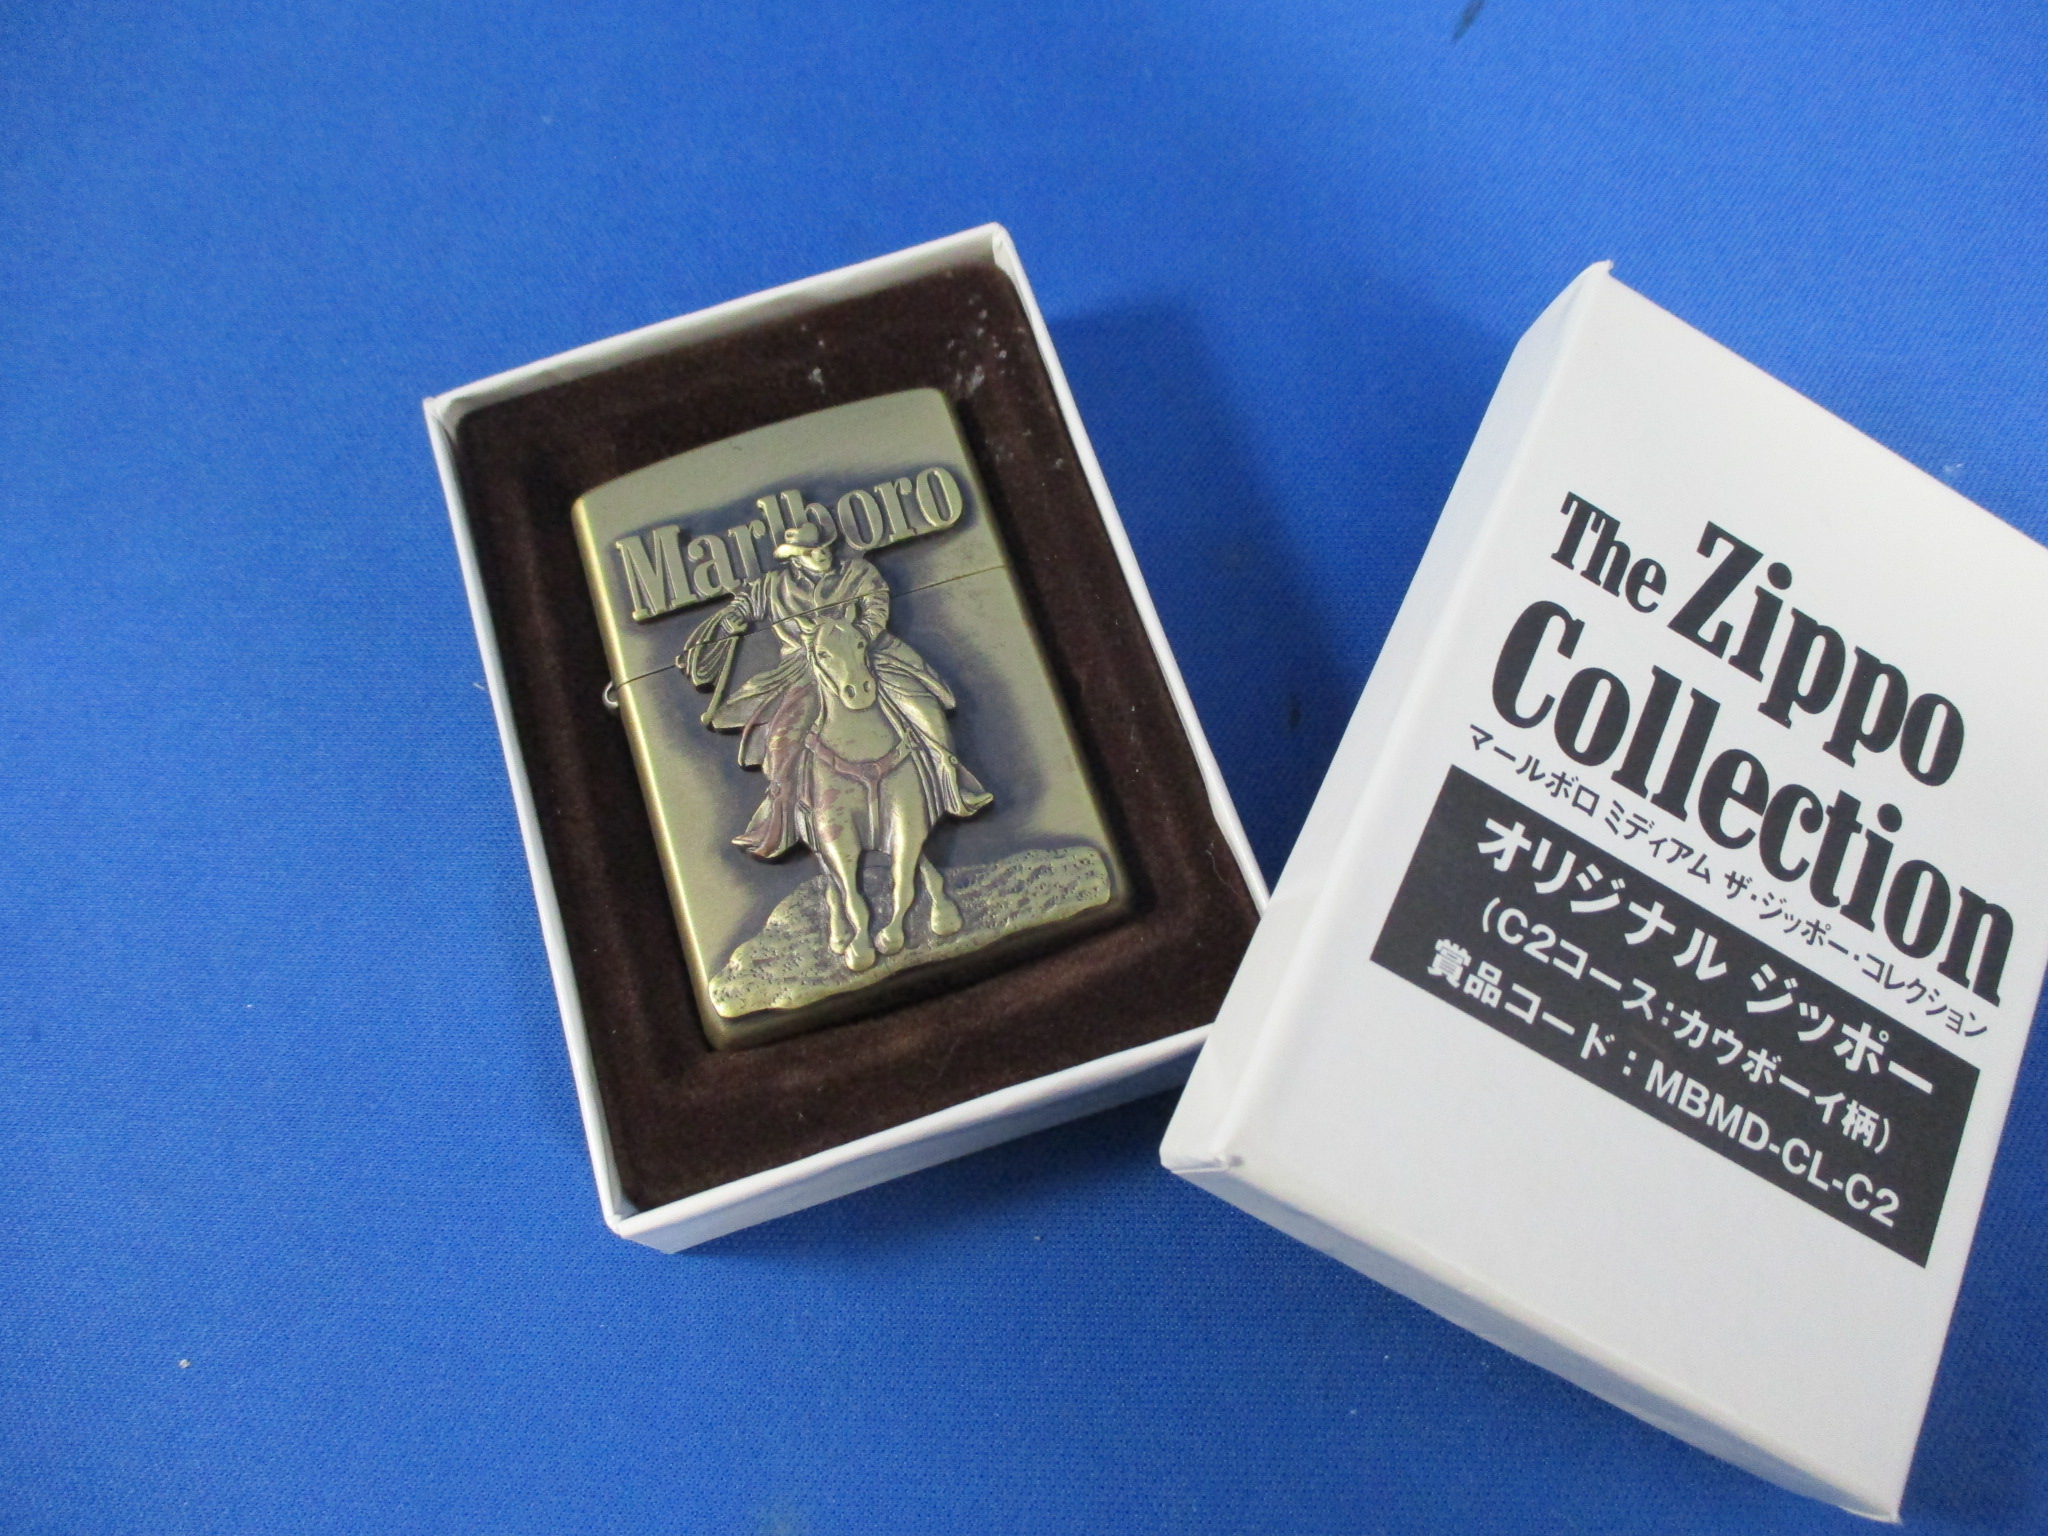 Marlboro
The Zippo
Collection
マールボロ ミディアム ザ・ジッポー・コレクション
オリジナル ジッポー
(C2コース:カウボーイ柄)
賞品コード:MBMD-CL-C2